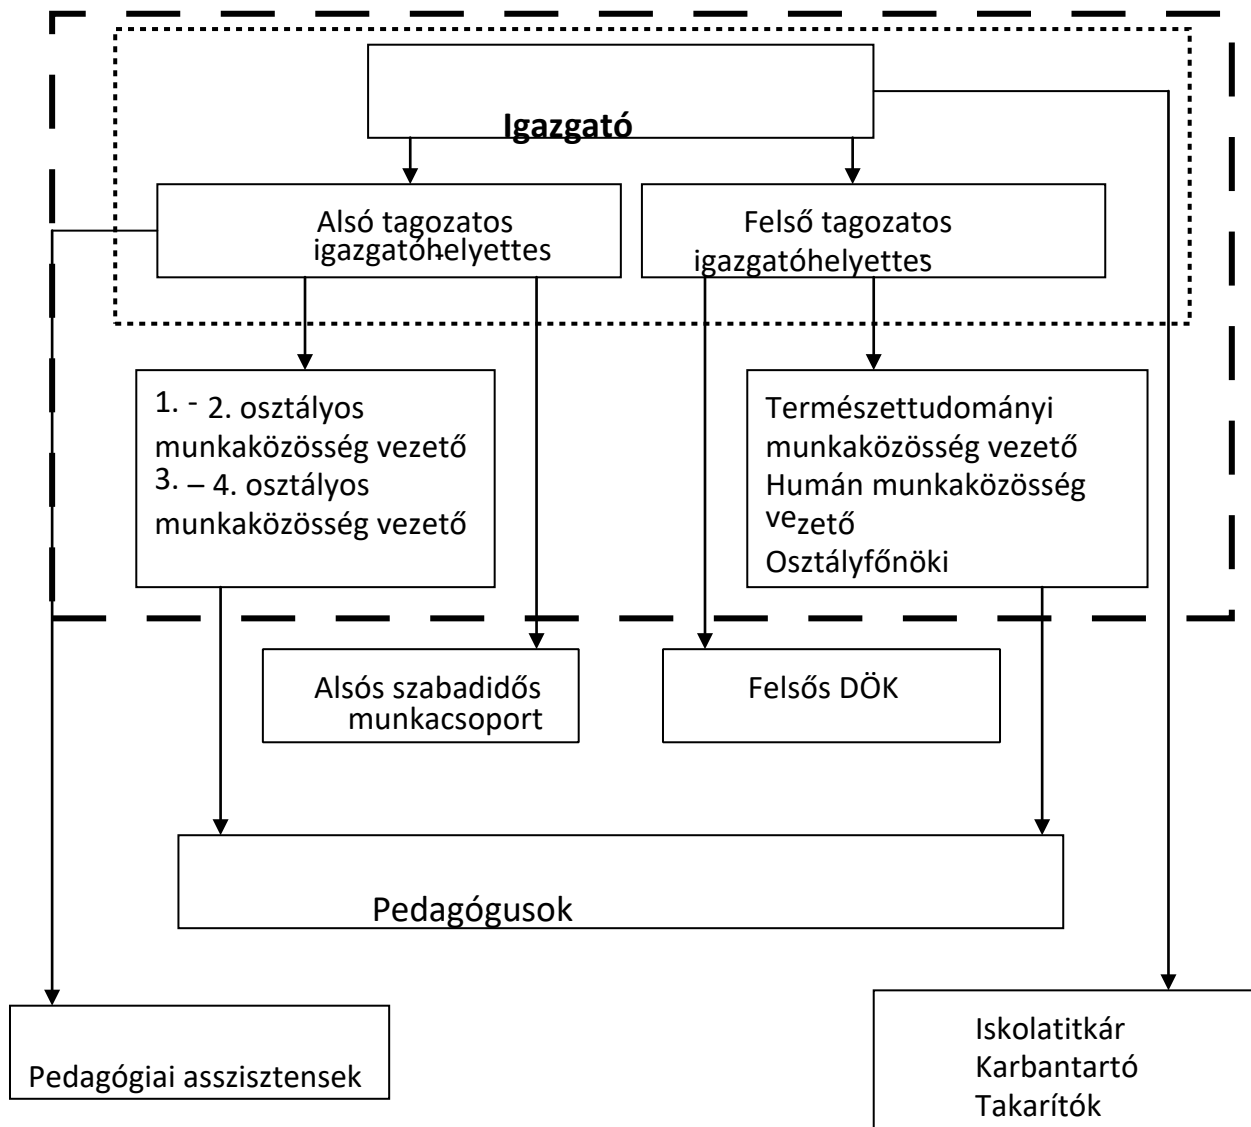 Igazgató
Alsó tagozatos
igazgatóhelyettes
Felső tagozatos
igazgatóhelyettes
1. - 2. osztályos
munkaközösség vezető
3. – 4. osztályos
munkaközösség vezető
Természettudományi
munkaközösség vezető
Humán munkaközösség
vezető
Osztályfőnöki
Alsós szabadidős
munkacsoport
Felsős DÖK
Pedagógusok
Pedagógiai asszisztensek
Iskolatitkár
Karbantartó
Takarítók